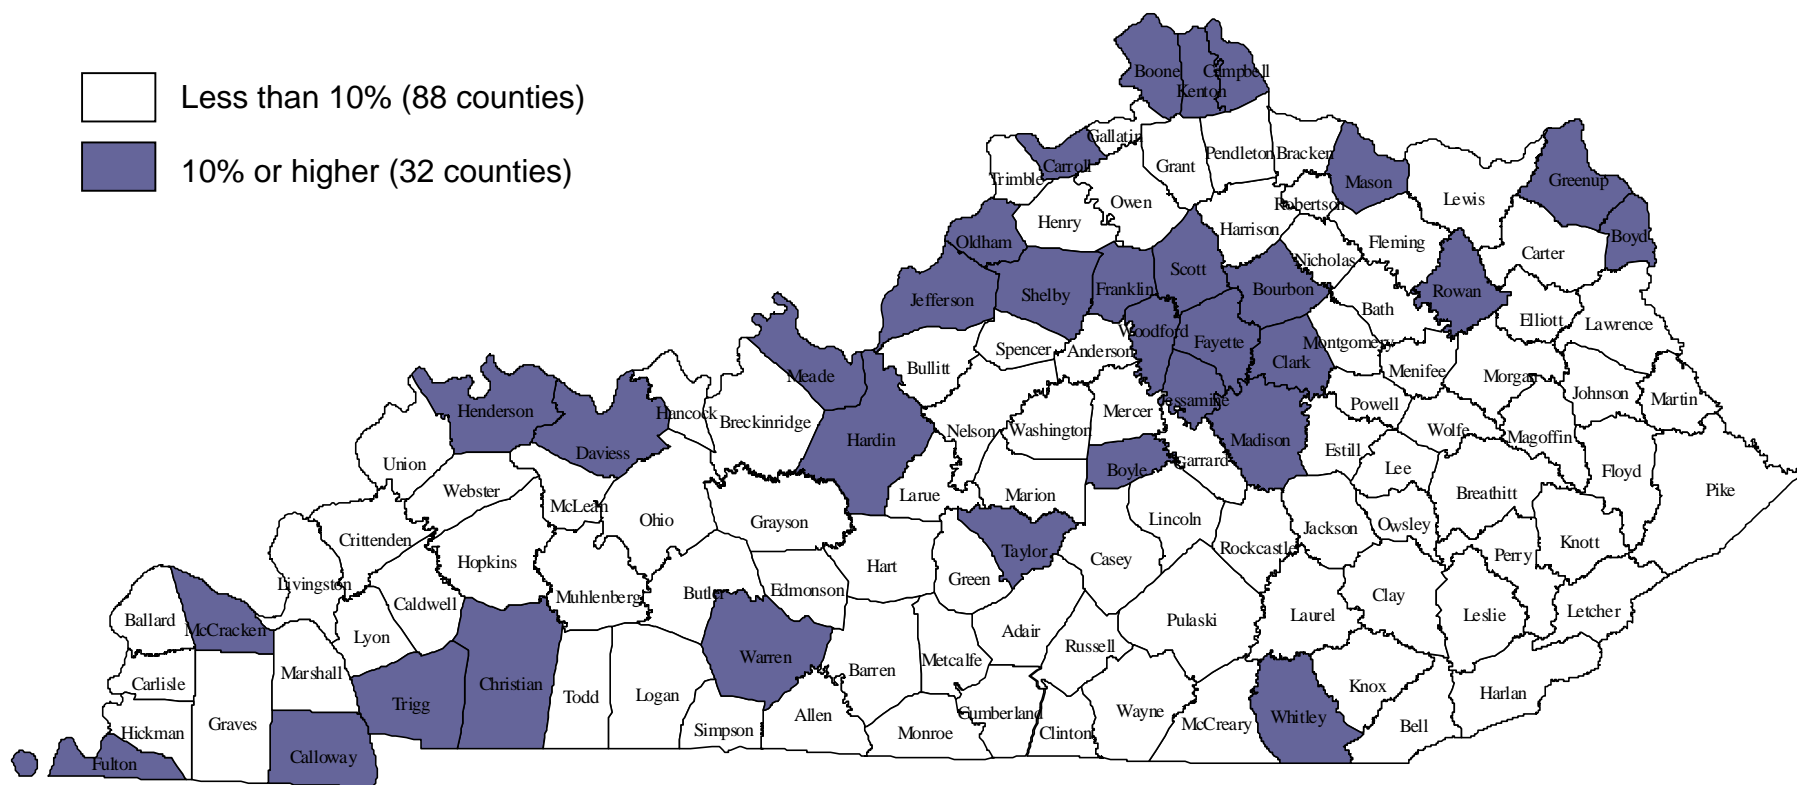 Less than 10% (88 counties)
10% or higher (32 counties)
Boone
Campbell
Kenton
Gallatin
Carroll
Grant
Pendleton
Bracken
Trimble
Mason
Greenup
Owen
Robertson
Lewis
Henry
Harrison
Oldham
Fleming
Boyd
Nicholas
Carter
Scott
Jefferson
Shelby
Franklin
Bourbon
Rowan
Bath
Elliott
Lawrence
Woodford
Fayette
Montgomery
Spencer
Anderson
Clark
Bullitt
Menifee
Morgan
Meade
Johnson
Martin
Jessamine
Powell
Henderson
Hancock
Breckinridge
Mercer
Nelson
Washington
Wolfe
Magoffin
Hardin
Madison
Daviess
Estill
Union
Boyle
Garrard
Lee
Floyd
Webster
Larue
Marion
Breathitt
Pike
McLean
Ohio
Grayson
Lincoln
Jackson
Owsley
Crittenden
Taylor
Rockcastle
Perry
Knott
Hopkins
Hart
Casey
Livingston
Green
Muhlenberg
Butler
Edmonson
Clay
Caldwell
Ballard
McCracken
Lyon
Pulaski
Laurel
Leslie
Letcher
Adair
Warren
Russell
Metcalfe
Barren
Marshall
Carlisle
Christian
Todd
Logan
Knox
Harlan
Trigg
Graves
Hickman
Simpson
Allen
Cumberland
Wayne
McCreary
Whitley
Bell
Monroe
Clinton
Calloway
Fulton